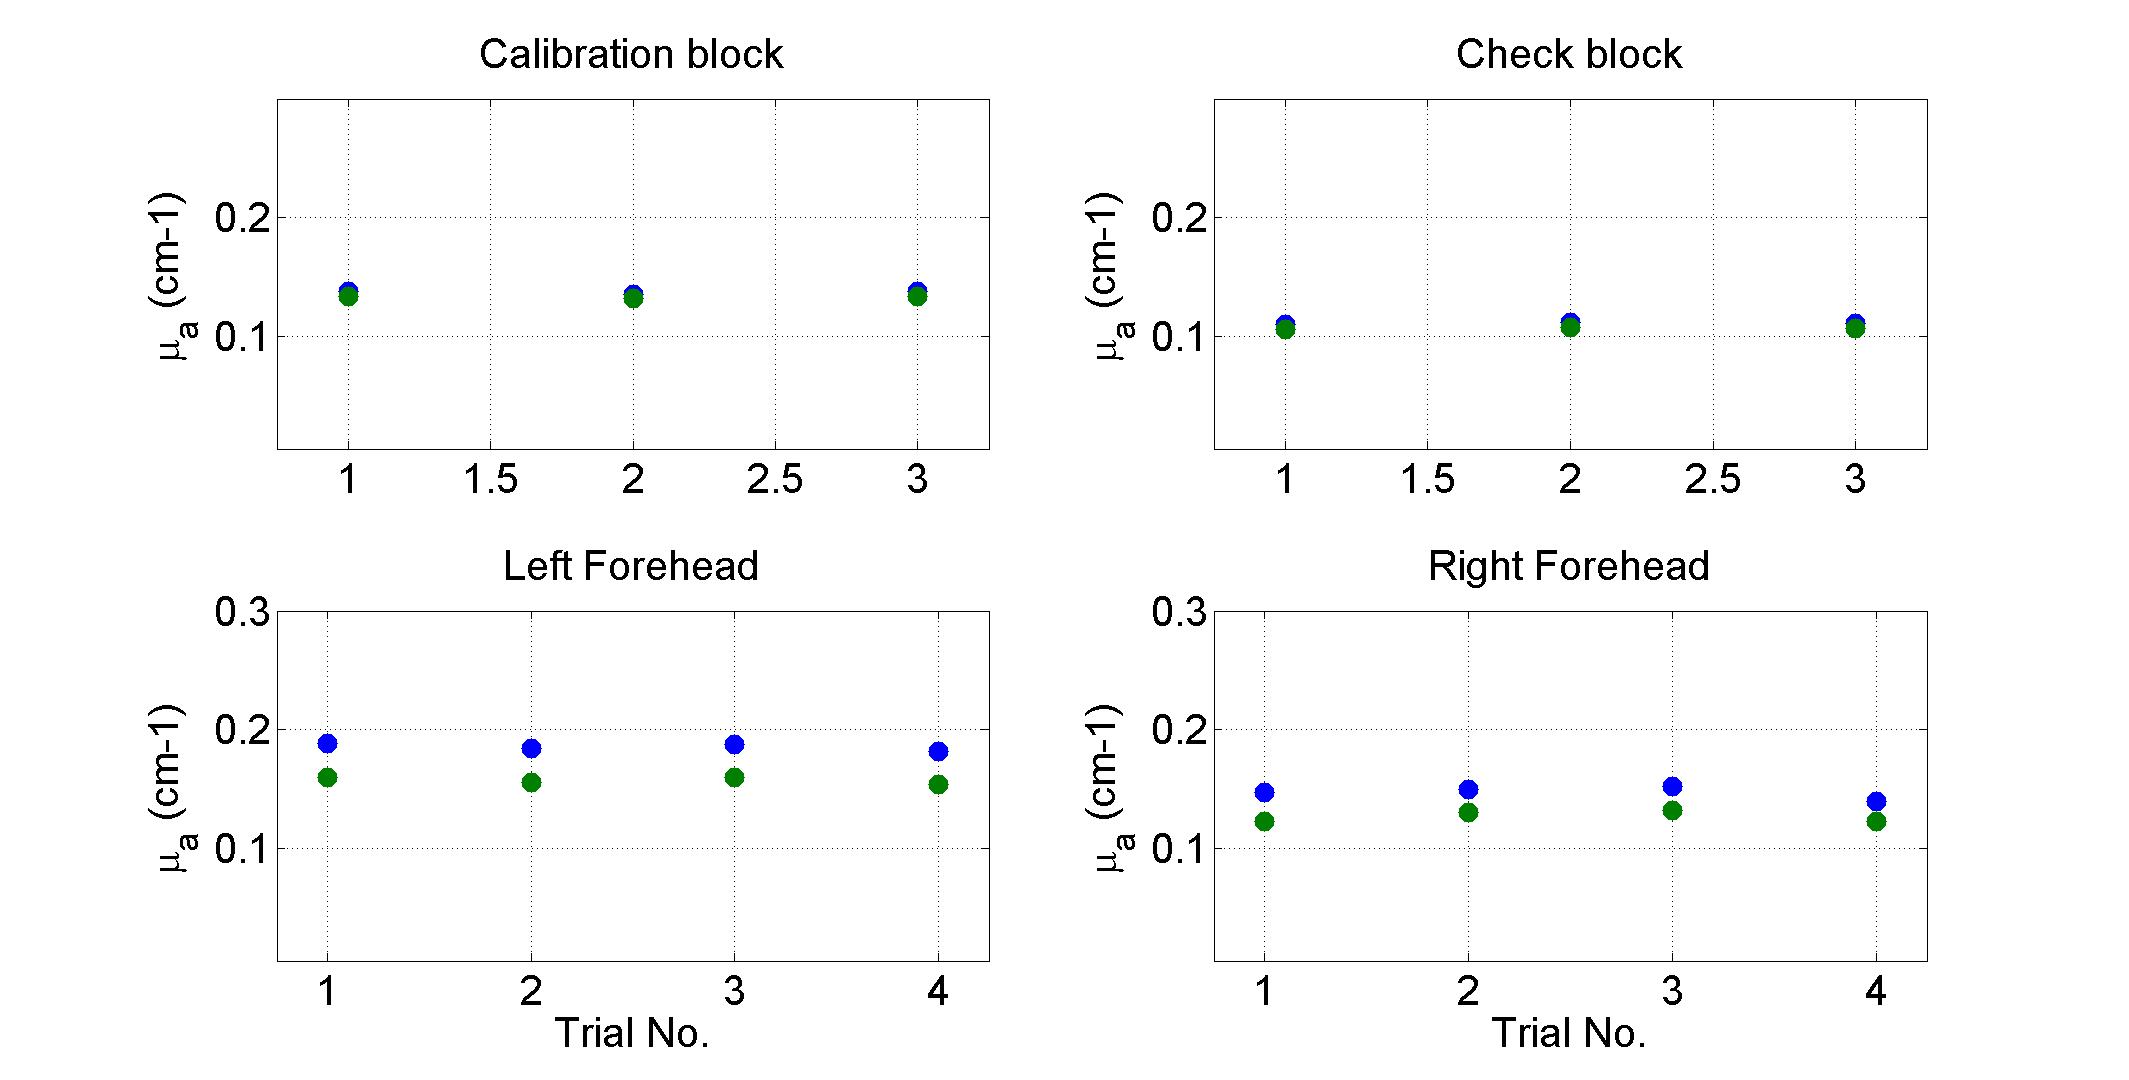 Calibration block
μa (cm-1)
0.2
0.1
1 1.5 2 2.5 3
Check block
μa (cm-1)
0.2
0.1
1 1.5 2 2.5 3
Left Forehead
μa (cm-1)
0.3
0.2
0.1
1 2 3 4
Trial No.
Right Forehead
μa (cm-1)
0.3
0.2
0.1
1 2 3 4
Trial No.